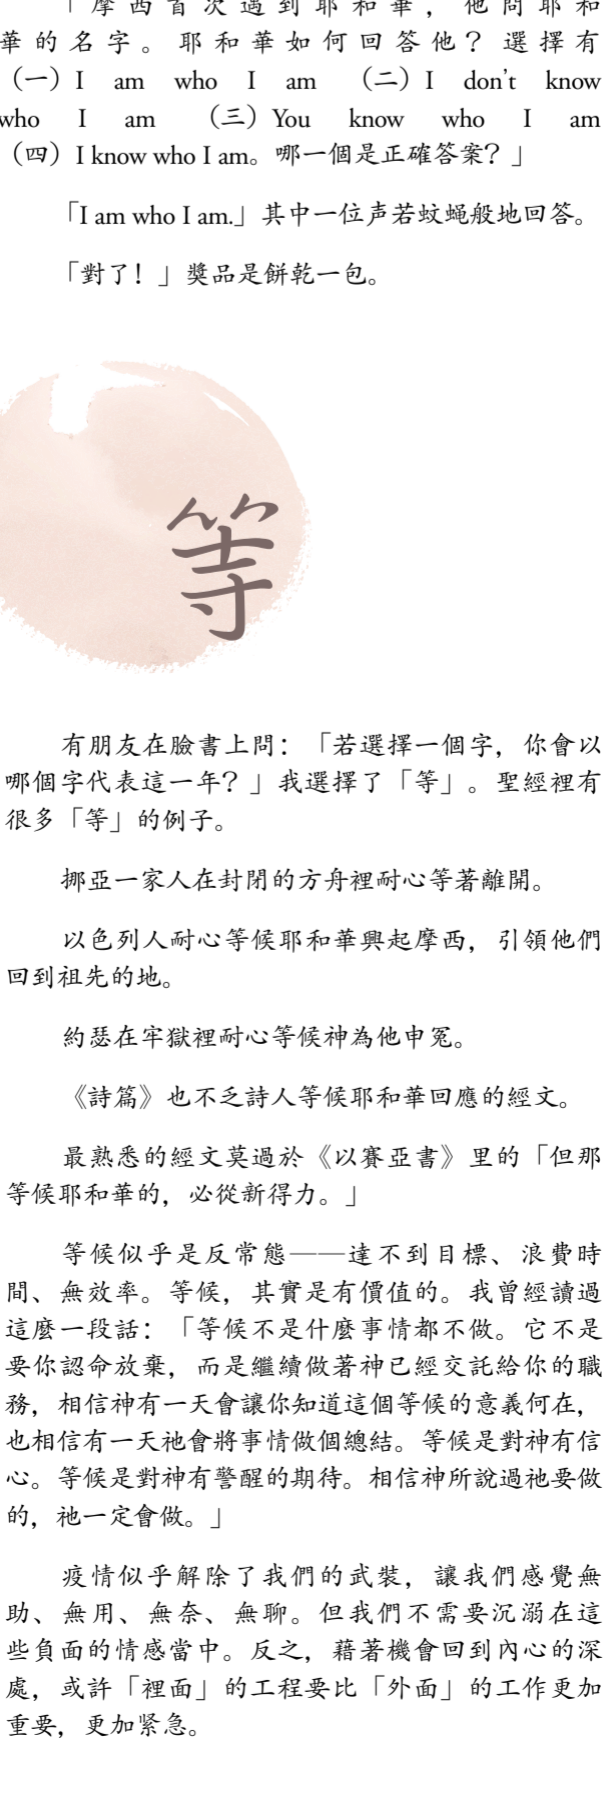 「摩西首次遇到耶和華，他問耶和
華的名字。耶和華如何回答他？選擇有
（一）I am who I am （二）I don't know
who I am （三）You know who I am
（四）I know who I am。哪一個是正確答案？」
「I am who I am.」其中一位声若蚊蝇般地回答。
「對了！」獎品是餅乾一包。
等
有朋友在臉書上問：「若選擇一個字，你會以
哪個字代表這一年？」我選擇了「等」。聖經裡有
很多「等」的例子。
挪亞一家人在封閉的方舟裡耐心等著離開。
以色列人耐心等候耶和華興起摩西，引領他們
回到祖先的地。
約瑟在牢獄裡耐心等候神為他申冤。
《詩篇》也不乏詩人等候耶和華回應的經文。
最熟悉的經文莫過於《以賽亞書》里的「但那
等候耶和華的，必從新得力。」
等候似乎是反常態——達不到目標、浪費時
間、無效率。等候，其實是有價值的。我曾經讀過
這麼一段話：「等候不是什麼事情都不做。它不是
要你認命放棄，而是繼續做著神已經交託給你的職
務，相信神有一天會讓你知道這個等候的意義何在，
也相信有一天祂會將事情做個總結。等候是對神有信
心。等候是對神有警醒的期待。相信神所說過祂要做
的，祂一定會做。」
疫情似乎解除了我們的武裝，讓我們感覺無
助、無用、無奈、無聊。但我們不需要沉溺在這
些負面的情感當中。反之，藉著機會回到內心的深
處，或許「裡面」的工程要比「外面」的工作更加
重要，更加緊急。